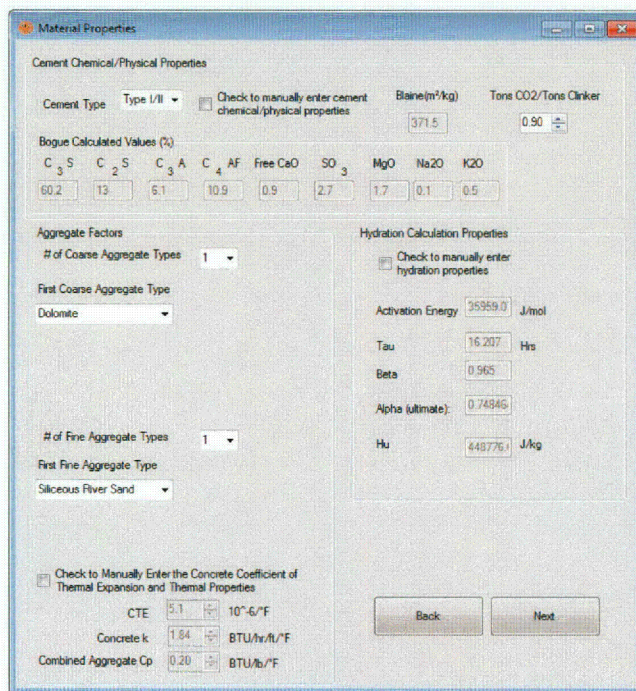 Material Properties
Cement Chemical/Physical Properties
Cement Type Type I/II Check to manually enter cement chemical/physical properties Blaine(m²/kg) 371.5 Tons CO2/Tons Clinker 0.90
Bogue Calculated Values (%)
C 3 S C 2 S C 3 A C 4 AF Free CaO SO 3 MgO Na2O K2O
60.2 13 6.1 10.9 0.9 2.7 1.7 0.1 0.5
Aggregate Factors
# of Coarse Aggregate Types 1
First Coarse Aggregate Type
Dolomite
# of Fine Aggregate Types 1
First Fine Aggregate Type
Siliceous River Sand
Check to Manually Enter the Concrete Coefficient of
Thermal Expansion and Thermal Properties
CTE 5.1 10^-6/°F
Concrete k 1.84 BTU/hr/ft/°F
Combined Aggregate Cp 0.20 BTU/lb/°F
Hydration Calculation Properties
Check to manually enter
hydration properties
Activation Energy 35959.0 J/mol
Tau 16.207 Hrs
Beta 0.965
Alpha (ultimate): 0.74846
Hu 448776. J/kg
Back Next